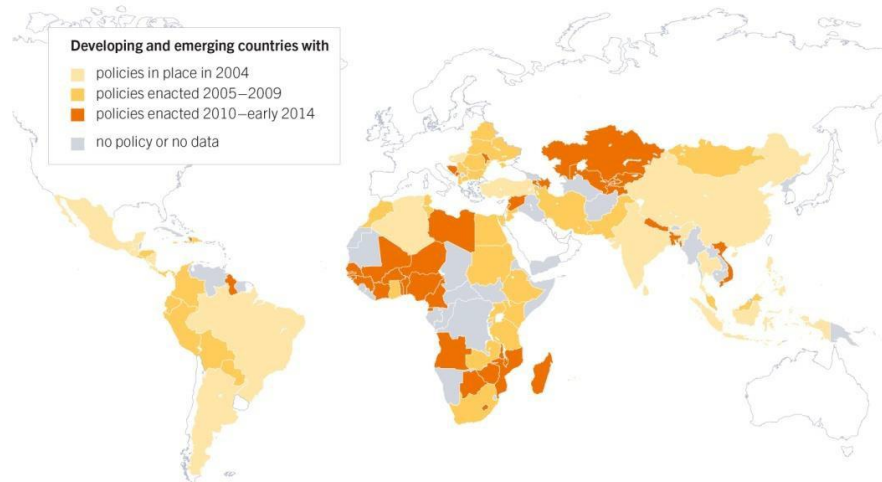 Developing and emerging countries with
policies in place in 2004
policies enacted 2005–2009
policies enacted 2010–early 2014
no policy or no data